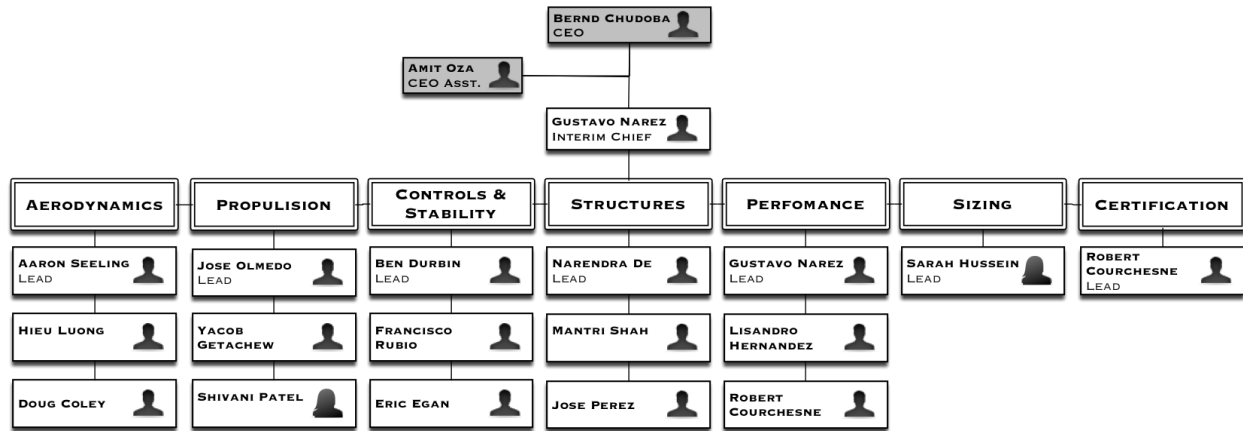 BERND CHUDOBA
CEO
AMIT OZA
CEO ASST.
GUSTAVO NAREZ
INTERIM CHIEF
AERODYNAMICS
PROPULISION
CONTROLS &
STABILITY
STRUCTURES
PERFOMANCE
SIZING
CERTIFICATION
AARON SEELING
LEAD
JOSE OLMEDO
LEAD
BEN DURBIN
LEAD
NARENDRA DE
LEAD
GUSTAVO NAREZ
LEAD
SARAH HUSSEIN
LEAD
ROBERT
COURCHESNE
LEAD
HIEU LUONG
YACOB
GETACHEW
FRANCISCO
RUBIO
MANTRI SHAH
LISANDRO
HERNANDEZ
DOUG COLEY
SHIVANI PATEL
ERIC EGAN
JOSE PEREZ
ROBERT
COURCHESNE